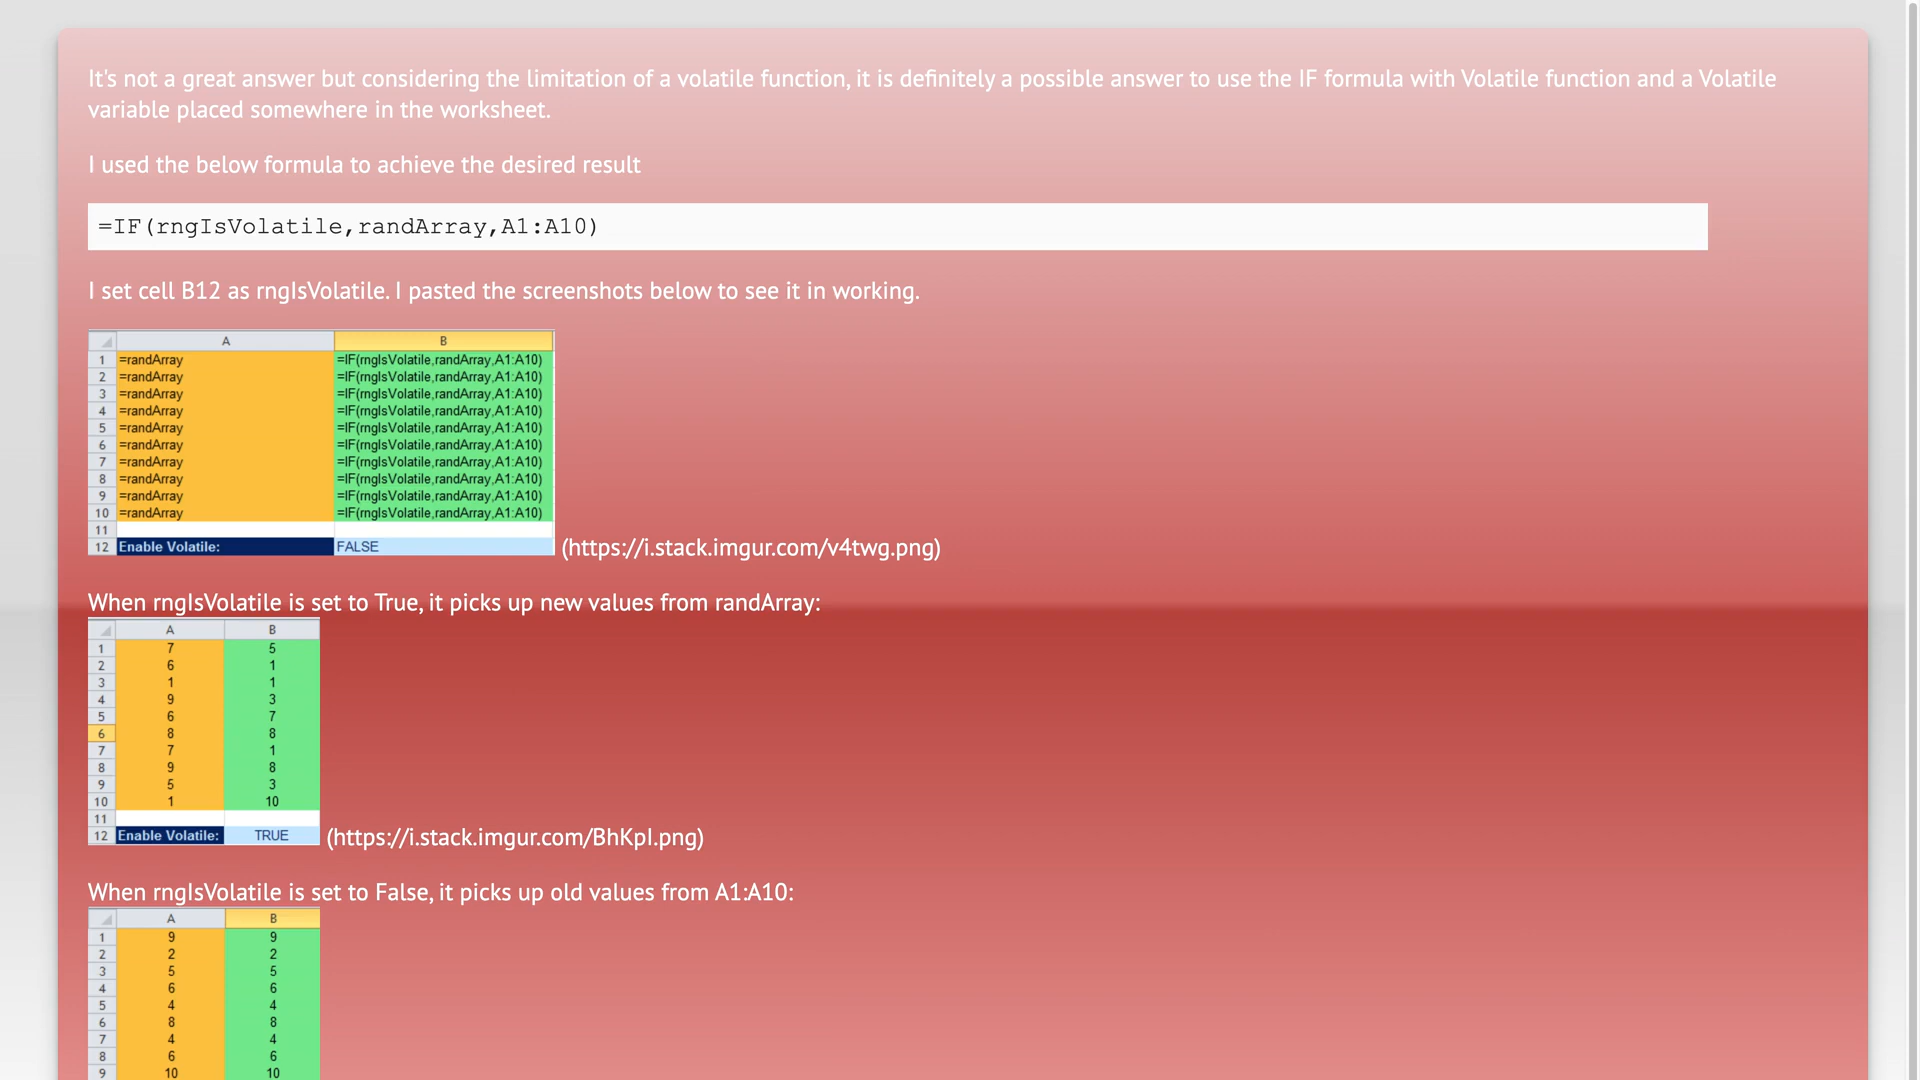 It's not a great answer but considering the limitation of a volatile function, it is definitely a possible answer to use the IF formula with Volatile function and a Volatile
variable placed somewhere in the worksheet.
I used the below formula to achieve the desired result
=IF(rngIsVolatile,randArray,A1:A10)
I set cell B12 as rngIsVolatile. I pasted the screenshots below to see it in working.
A B
1 =randArray =IF(rngIsVolatile,randArray,A1:A10)
2 =randArray =IF(rngIsVolatile,randArray,A1:A10)
3 =randArray =IF(rngIsVolatile,randArray,A1:A10)
4 =randArray =IF(rngIsVolatile,randArray,A1:A10)
5 =randArray =IF(rngIsVolatile,randArray,A1:A10)
6 =randArray =IF(rngIsVolatile,randArray,A1:A10)
7 =randArray =IF(rngIsVolatile,randArray,A1:A10)
8 =randArray =IF(rngIsVolatile,randArray,A1:A10)
9 =randArray =IF(rngIsVolatile,randArray,A1:A10)
10 =randArray =IF(rngIsVolatile,randArray,A1:A10)
11
12 Enable Volatile: FALSE (https://i.stack.imgur.com/v4twg.png)
When rngIsVolatile is set to True, it picks up new values from randArray:
A B
1 7 5
2 6 1
3 1 1
4 9 3
5 6 7
6 8 8
7 7 1
8 9 8
9 5 3
10 1 10
11
12 Enable Volatile: TRUE (https://i.stack.imgur.com/BhKpI.png)
When rngIsVolatile is set to False, it picks up old values from A1:A10:
A B
1 9 9
2 2 2
3 5 5
4 6 6
5 4 4
6 8 8
7 4 4
8 6 6
9 10 10